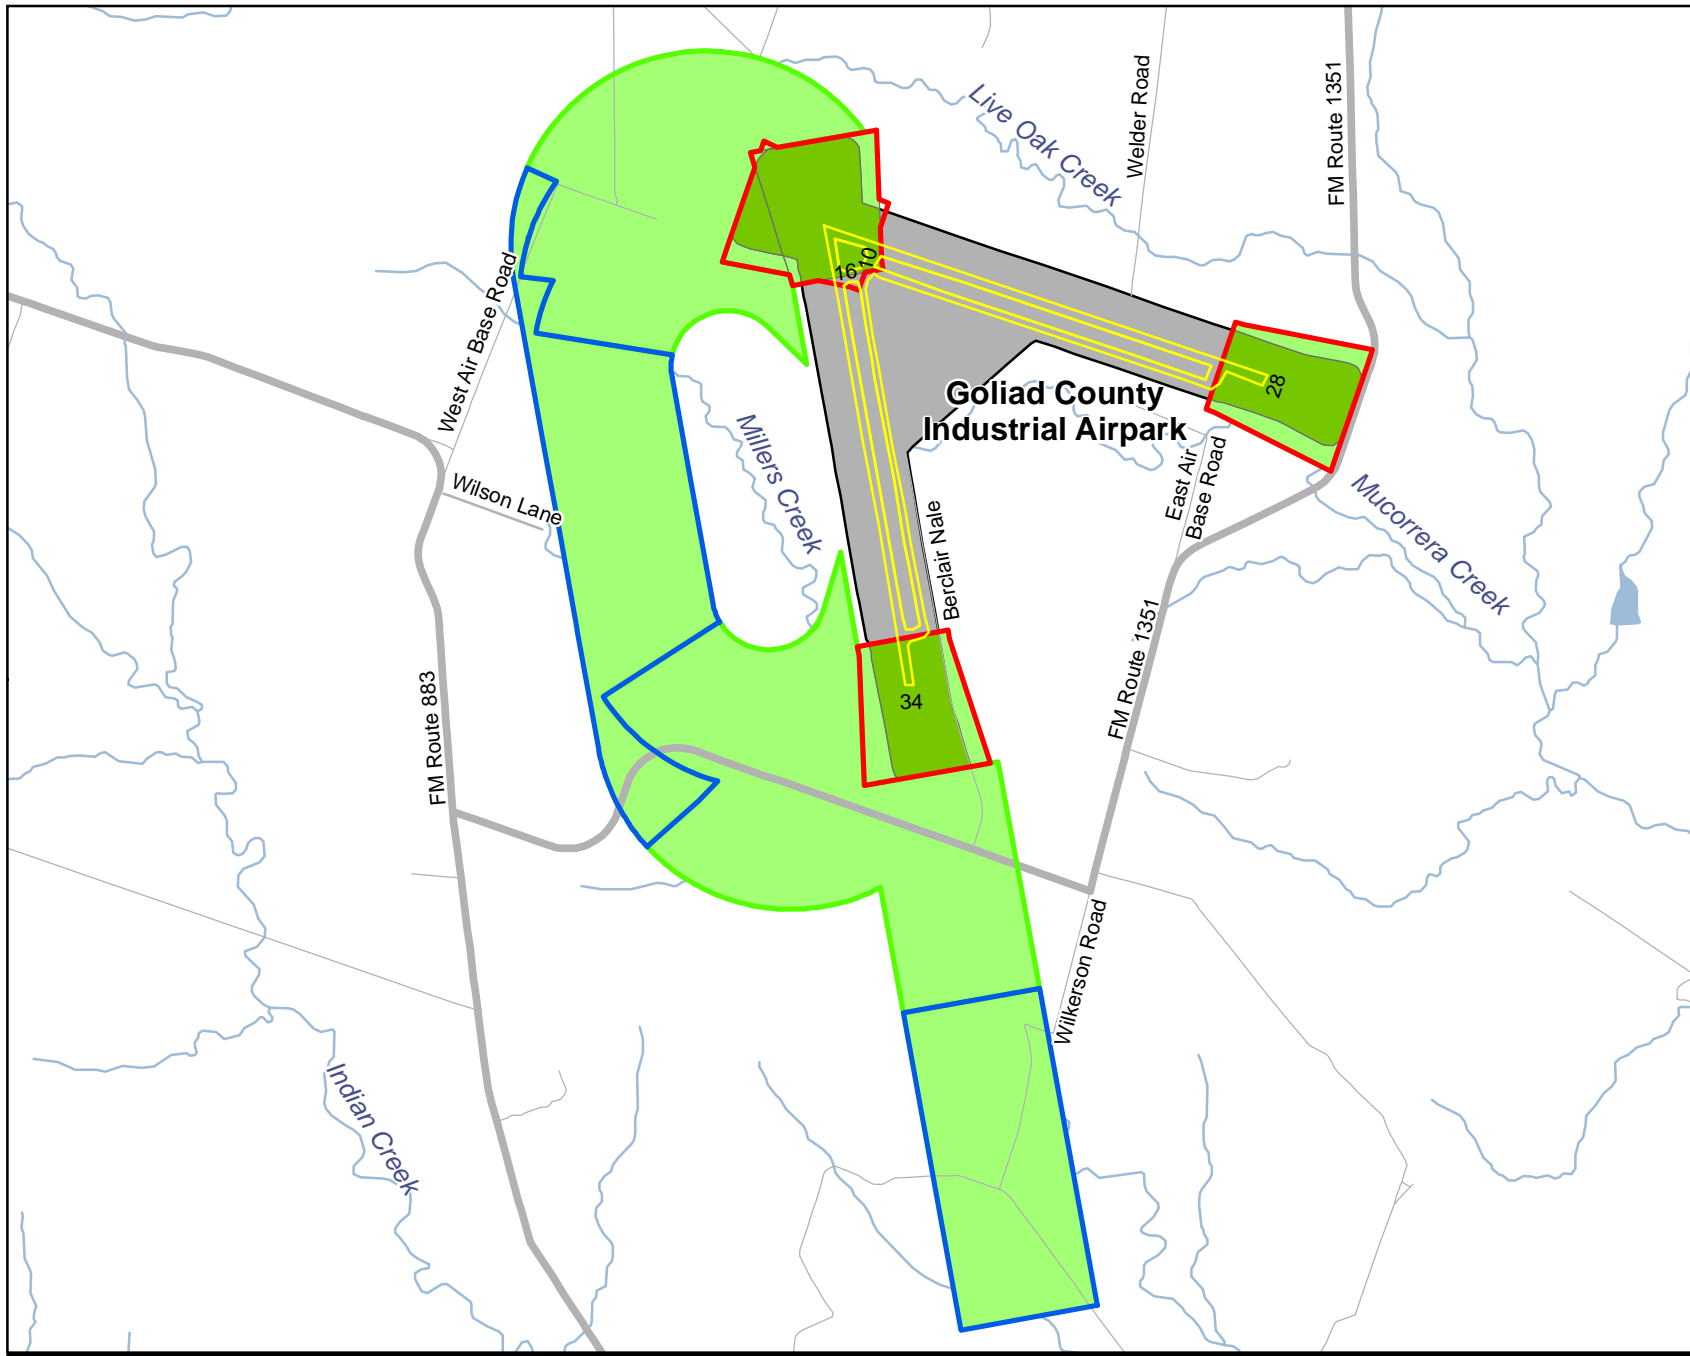 Live Oak Creek
Welder Road
FM Route 1351
West Air Base Road
16
10
28
Goliad County
Industrial Airpark
Millers Creek
Wilson Lane
East Air
Base Road
Mucorrera Creek
Berclair Nale
FM Route 1351
34
FM Route 883
Wilkerson Road
Indian Creek